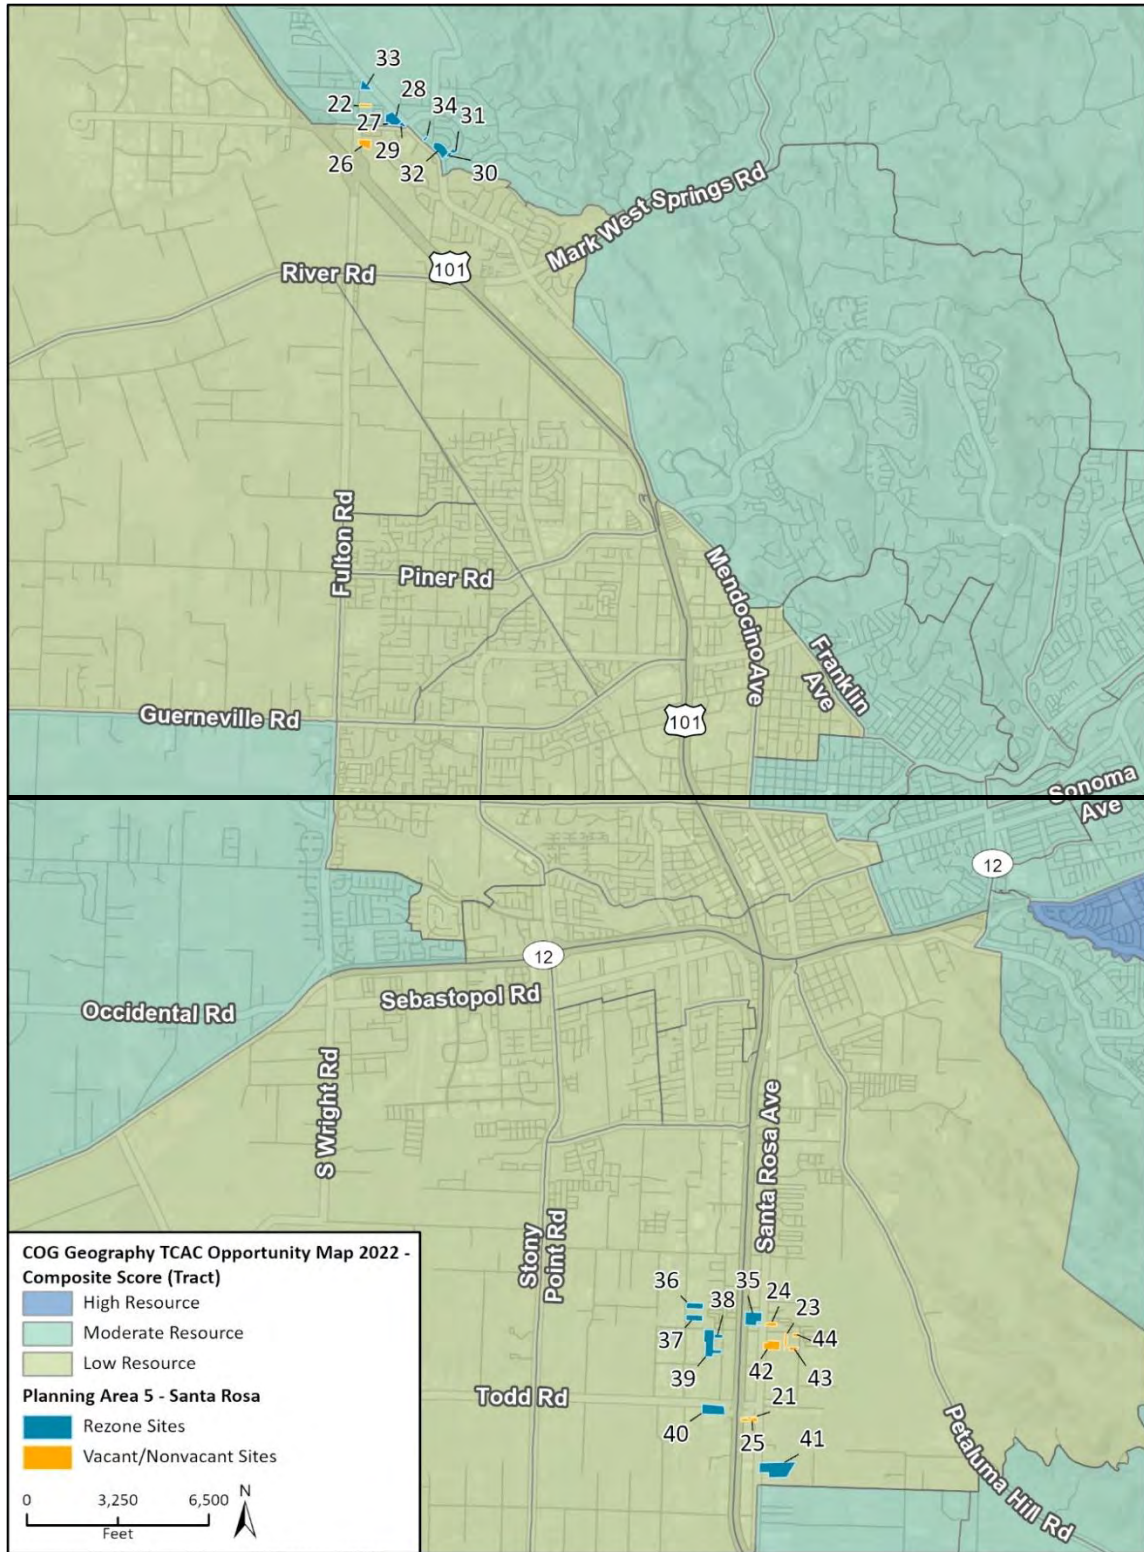 33
28
22
34
31
27
29
26
32
30
Mark West Springs Rd
River Rd
101
Fulton Rd
Piner Rd
Mendocino Ave
Franklin
Ave
Guerneville Rd
101
Sonoma
Ave
12
12
Sebastopol Rd
Occidental Rd
S Wright Rd
Santa Rosa Ave
Stony
Point Rd
36
35
24
38
23
44
37
39
42
43
Todd Rd
21
40
25
41
Petaluma Hill Rd
COG Geography TCAC Opportunity Map 2022 -
Composite Score (Tract)
High Resource
Moderate Resource
Low Resource
Planning Area 5 - Santa Rosa
Rezone Sites
Vacant/Nonvacant Sites
0 3,250 6,500
Feet
N